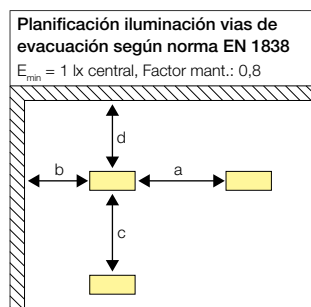 Planificación iluminación vias de
evacuación según norma EN 1838
Emin = 1 lx central, Factor mant.: 0,8
d
b
a
c